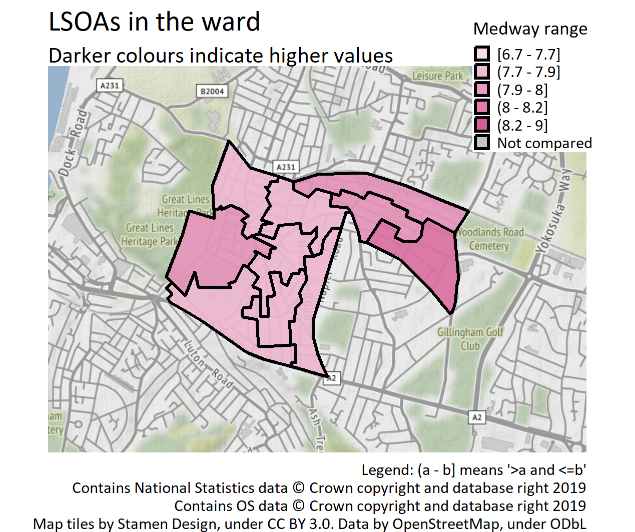 LSOAs in the ward
Darker colours indicate higher values
Medway range
[6.7 - 7.7]
(7.7 - 7.9]
(7.9 - 8]
(8 - 8.2]
(8.2 - 9]
Not compared
Leisure Park
A231
B2004
Dock Road
A231
Great Lines
Heritage
Great Lines
Heritage Park
Woodlands Road
Cemetery
Yokosuka Way
Gillingham Golf
Club
Luton Road
A2
A2
Legend: (a - b] means '>a and <=b'
Contains National Statistics data © Crown copyright and database right 2019
Contains OS data © Crown copyright and database right 2019
Map tiles by Stamen Design, under CC BY 3.0. Data by OpenStreetMap, under ODbL